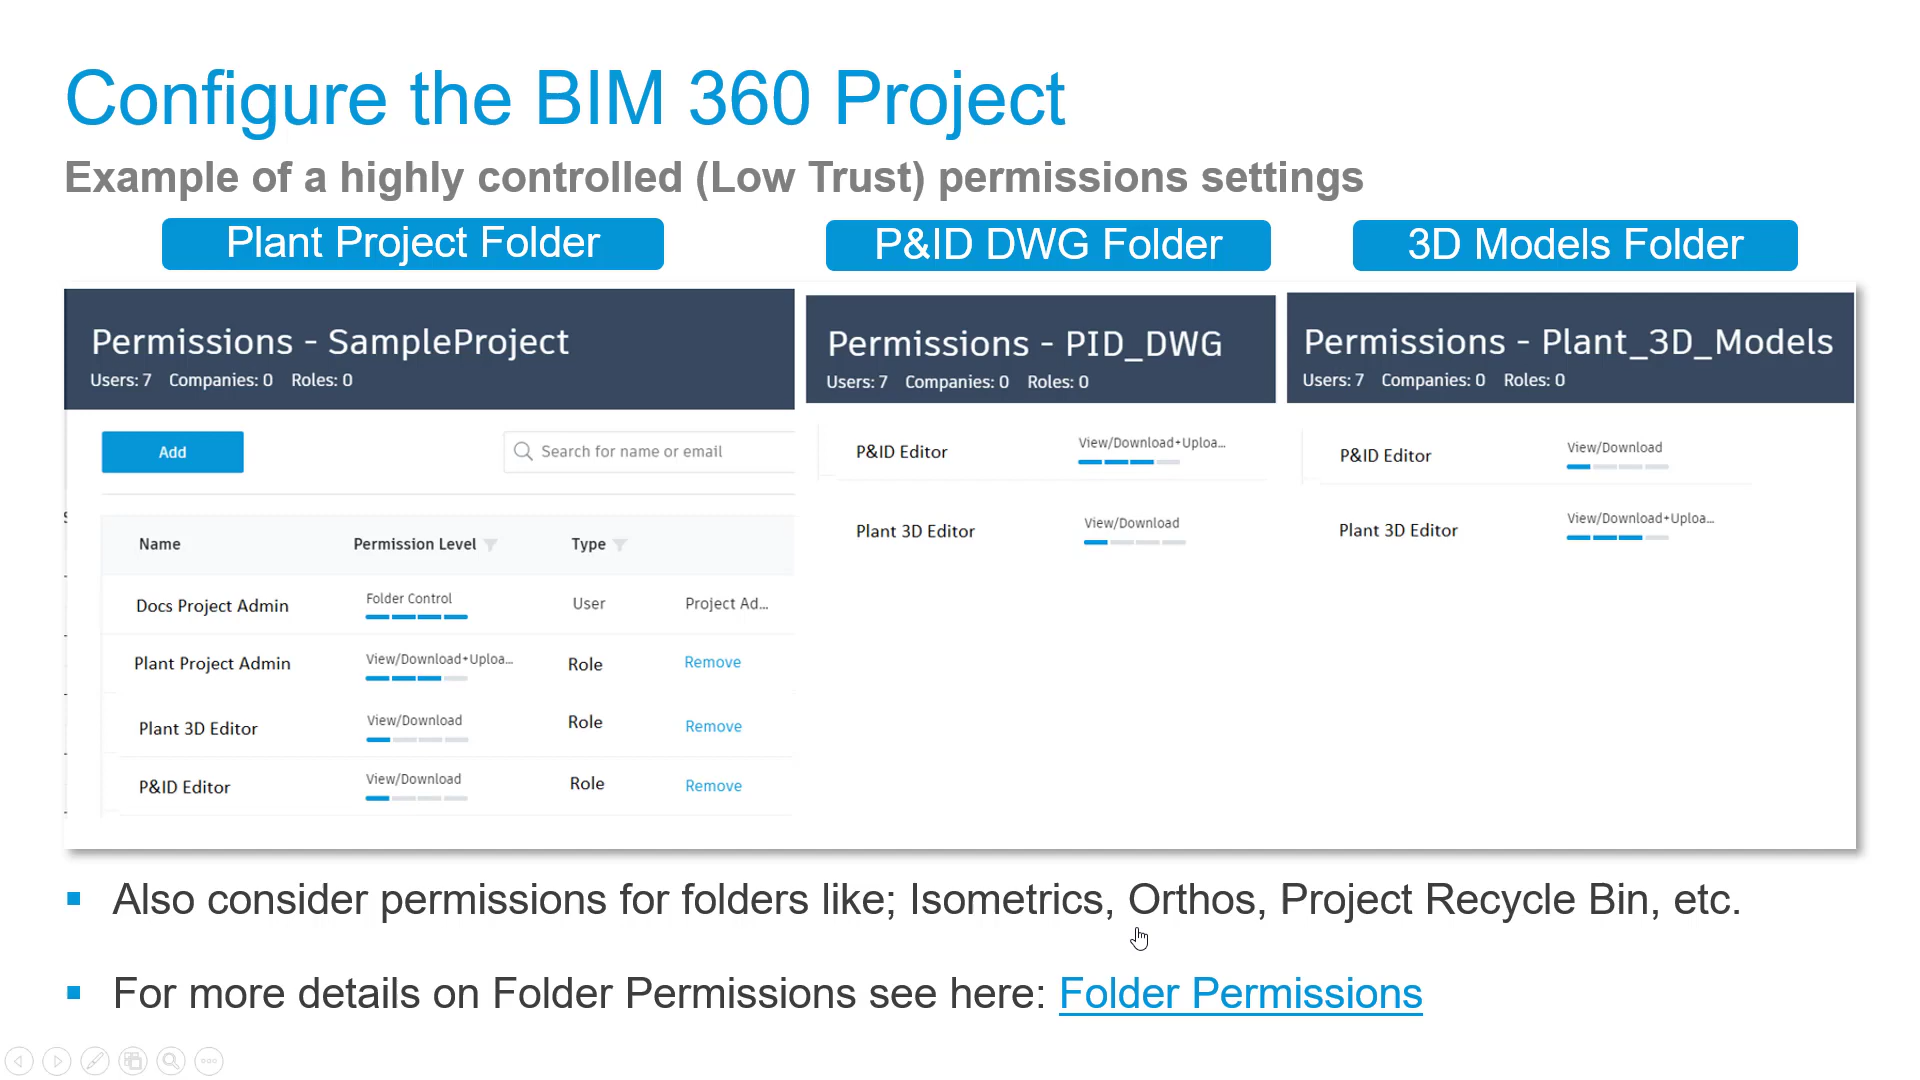 Configure the BIM 360 Project
Example of a highly controlled (Low Trust) permissions settings
Plant Project Folder
P&ID DWG Folder
3D Models Folder
Permissions - SampleProject
Users: 7 Companies: 0 Roles: 0
Add
Search for name or email
Name Permission Level Type
Docs Project Admin Folder Control User Project Ad...
Plant Project Admin View/Download+Uploa... Role Remove
Plant 3D Editor View/Download Role Remove
P&ID Editor View/Download Role Remove
Permissions - PID_DWG
Users: 7 Companies: 0 Roles: 0
P&ID Editor View/Download+Uploa...
Plant 3D Editor View/Download
Permissions - Plant_3D_Models
Users: 7 Companies: 0 Roles: 0
P&ID Editor View/Download
Plant 3D Editor View/Download+Uploa...
Also consider permissions for folders like; Isometrics, Orthos, Project Recycle Bin, etc.
For more details on Folder Permissions see here: Folder Permissions